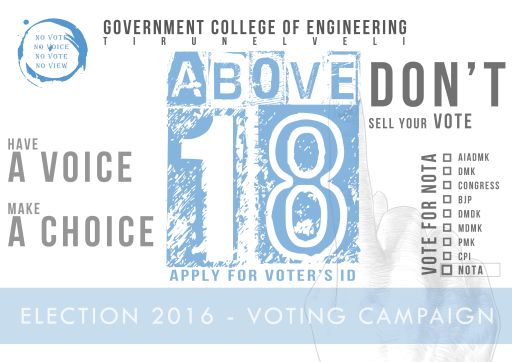 NO VOTE
NO VOICE
NO VOTE
NO VIEW
GOVERNMENT COLLEGE OF ENGINEERING
TIRUNELVELI
ABOVE
18
APPLY FOR VOTER'S ID
HAVE
A VOICE
MAKE
A CHOICE
DON'T
SELL YOUR VOTE
VOTE FOR NOTA
AIADMK
DMK
CONGRESS
BJP
DMDK
MDMK
PMK
CPI
NOTA
ELECTION 2016 - VOTING CAMPAIGN